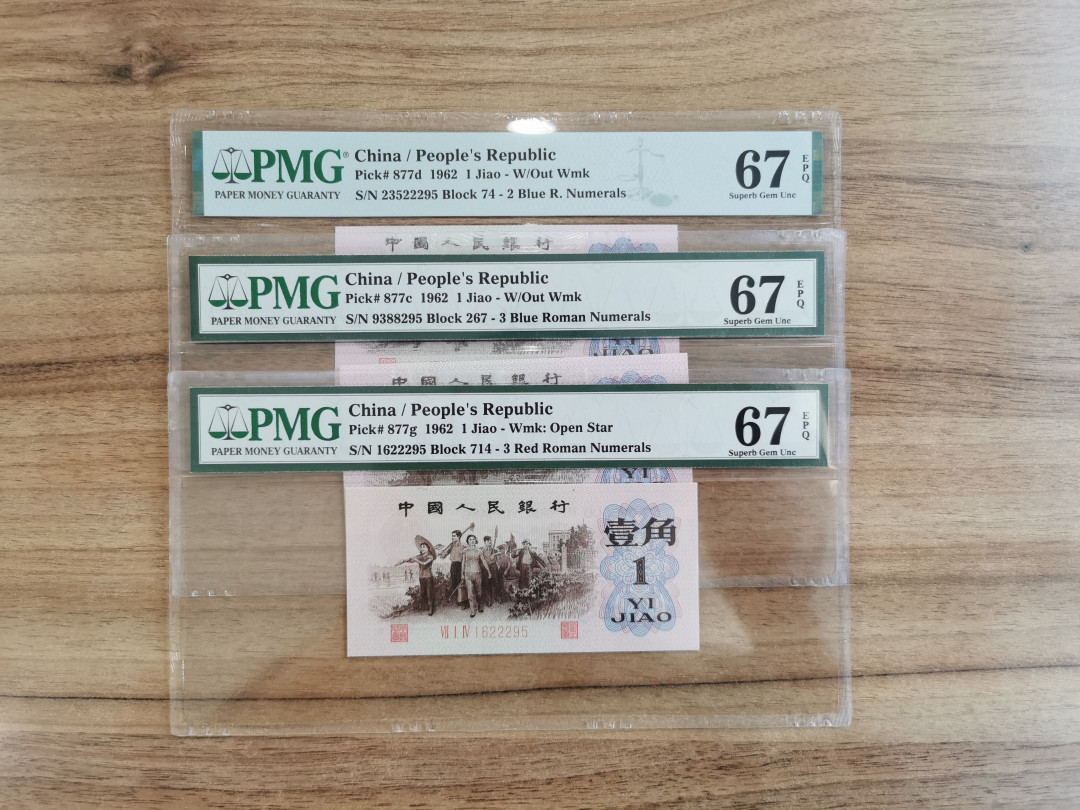 PMG®
PAPER MONEY GUARANTY
China / People's Republic
Pick# 877d 1962 1 Jiao - W/Out Wmk
S/N 23522295 Block 74 - 2 Blue R. Numerals
67
EPQ
Superb Gem Unc
中國人民銀行
PMG
PAPER MONEY GUARANTY
China / People's Republic
Pick# 877c 1962 1 Jiao - W/Out Wmk
S/N 9388295 Block 267 - 3 Blue Roman Numerals
67
EPQ
Superb Gem Unc
YI
JIAO
中國人民銀行
PMG
PAPER MONEY GUARANTY
China / People's Republic
Pick# 877g 1962 1 Jiao - Wmk: Open Star
S/N 1622295 Block 714 - 3 Red Roman Numerals
67
EPQ
Superb Gem Unc
YI
中國人民銀行
壹角
1
YI
JIAO
VII I IV 1622295